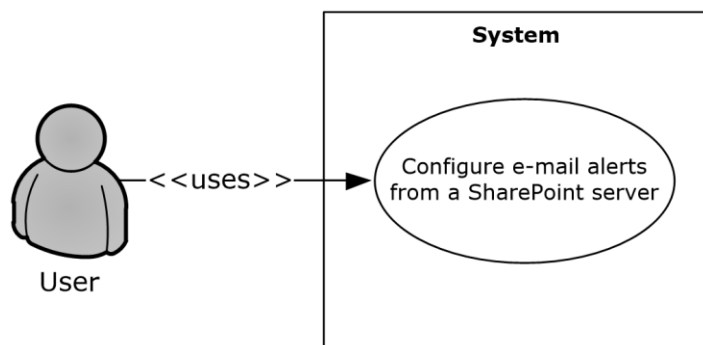 System
Configure e-mail alerts
from a SharePoint server
<<uses>>
User